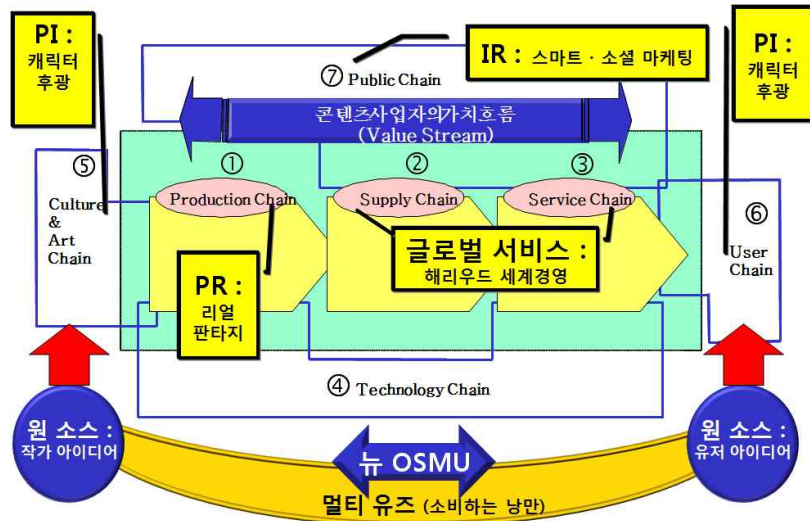 PI :
캐릭터
후광
⑦ Public Chain
IR : 스마트 · 소셜 마케팅
PI :
캐릭터
후광
콘텐츠사업자의가치흐름
(Value Stream)
⑤
Culture
&
Art
Chain
①
Production Chain
②
Supply Chain
③
Service Chain
⑥
User
Chain
PR :
리얼
판타지
글로벌 서비스 :
해리우드 세계경영
④ Technology Chain
원 소스 :
작가 아이디어
뉴 OSMU
원 소스 :
유저 아이디어
멀티 유즈 (소비하는 낭만)